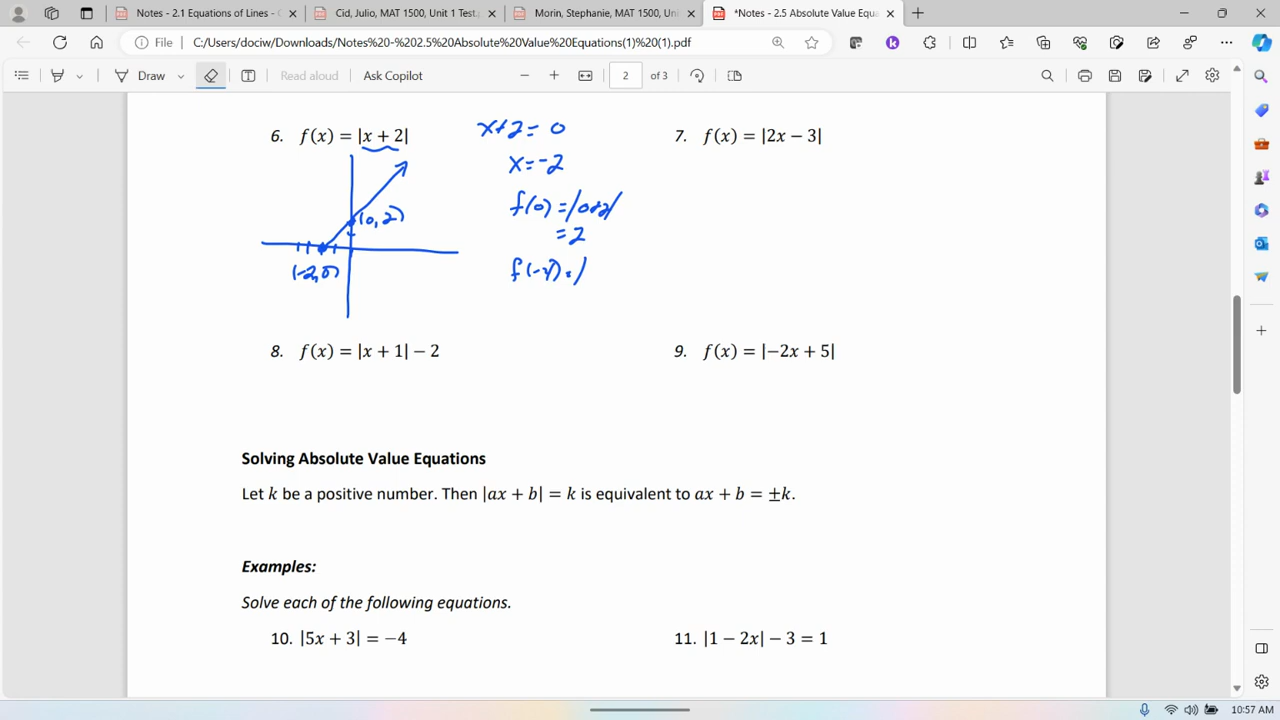 Notes - 2.1 Equations of Lines -
Cid, Julio, MAT 1500, Unit 1 Test,
Morin, Stephanie, MAT 1500, Uni
*Notes - 2.5 Absolute Value Equa
File
C:/Users/dociw/Downloads/Notes%20-%202.5%20Absolute%20Value%20Equations(1)%20(1).pdf
Draw
Read aloud
Ask Copilot
2 of 3
6. f(x) = |x + 2|
x+2 = 0
x = -2
f(0) = |0+2|
= 2
(0, 2)
(-2, 0)
7. f(x) = |2x − 3|
8. f(x) = |x + 1| − 2
9. f(x) = |−2x + 5|
Solving Absolute Value Equations
Let k be a positive number. Then |ax + b| = k is equivalent to ax + b = ±k.
Examples:
Solve each of the following equations.
10. |5x + 3| = −4
11. |1 − 2x| − 3 = 1
10:57 AM